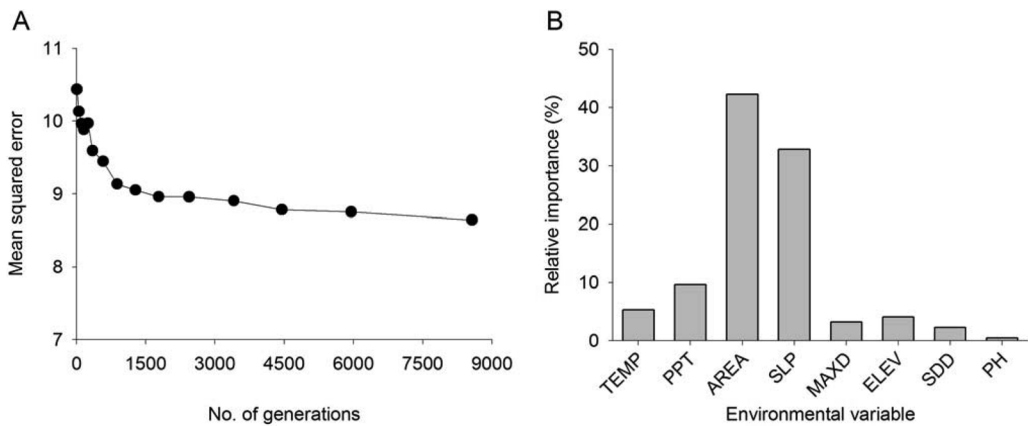 A
11
10
9
8
7
Mean squared error
0 1500 3000 4500 6000 7500 9000
No. of generations
B
50
40
30
20
10
0
Relative importance (%)
TEMP PPT AREA SLP MAXD ELEV SDD PH
Environmental variable